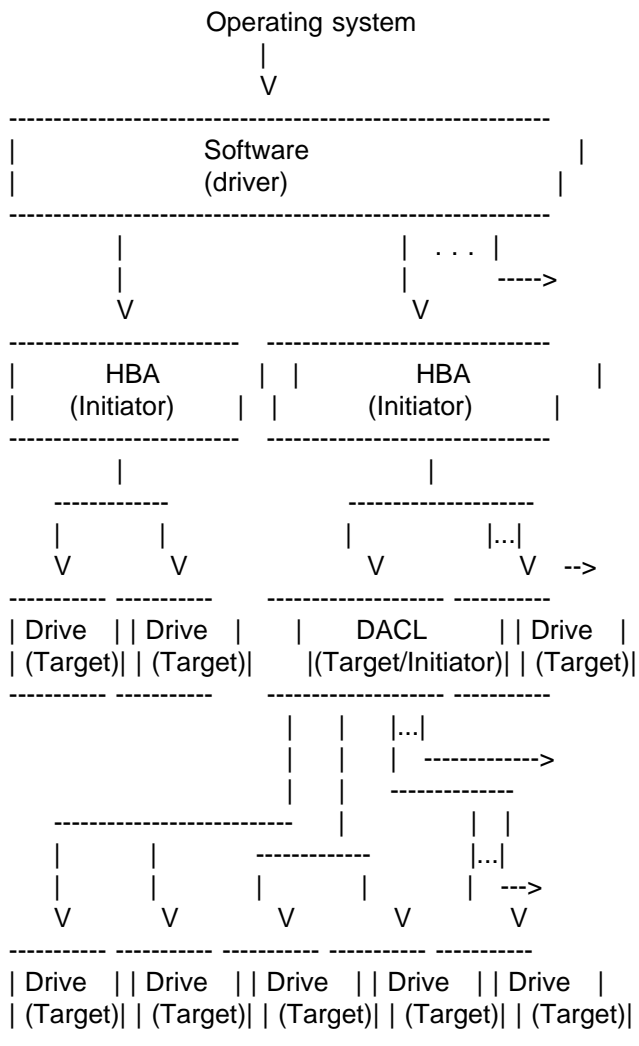 Operating system
|
V
-------------------------------------------------------------
| Software |
| (driver) |
-------------------------------------------------------------
| | . . . |
| | ----->
V V
-------------------------- --------------------------------
| HBA | | HBA |
| (Initiator) | | (Initiator) |
-------------------------- --------------------------------
| |
------------- ---------------------
| | | |...|
V V V V -->
----------- ----------- -------------------- -----------
| Drive | | Drive | | DACL | | Drive |
| (Target)| | (Target)| |(Target/Initiator)| | (Target)|
----------- ----------- -------------------- -----------
| | |...|
| | | ------------->
| | --------------
--------------------------- | | |
| | ------------- |...|
| | | | | --->
V V V V V
----------- ----------- ----------- ----------- -----------
| Drive | | Drive | | Drive | | Drive | | Drive |
| (Target)| | (Target)| | (Target)| | (Target)| | (Target)|